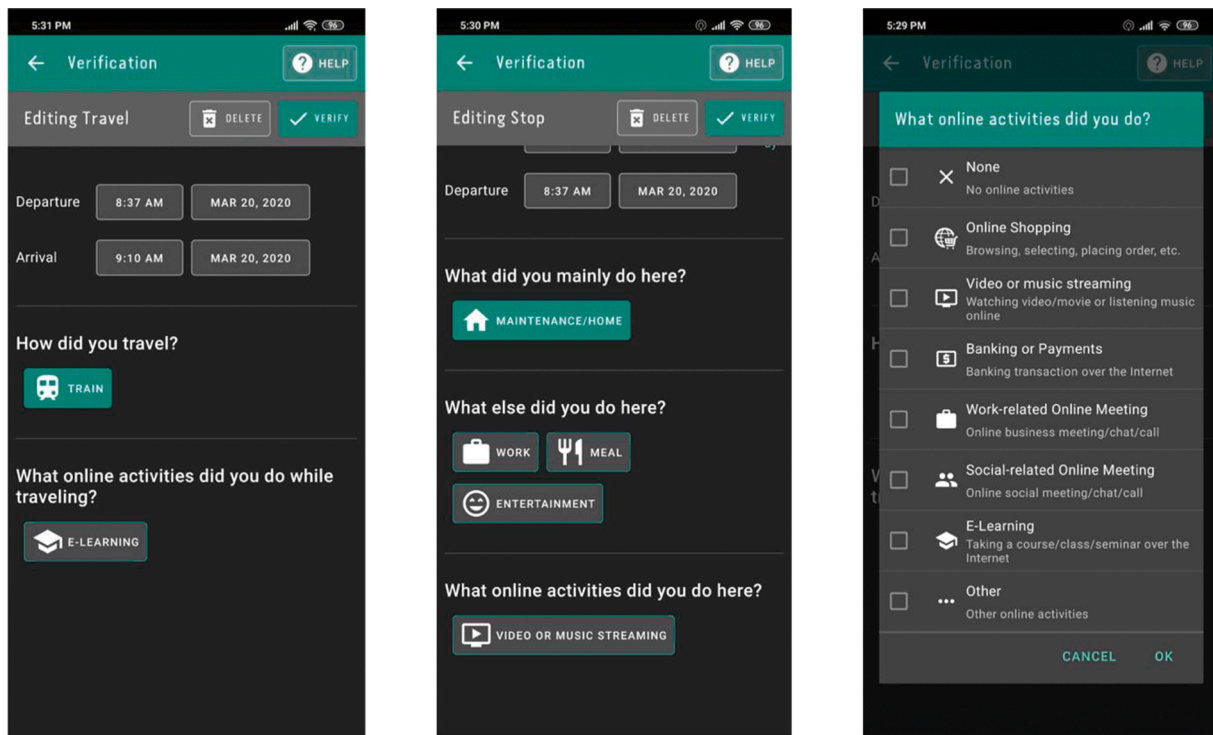 5:31 PM
96
Verification
HELP
Editing Travel
DELETE
VERIFY
Departure
8:37 AM
MAR 20, 2020
Arrival
9:10 AM
MAR 20, 2020
How did you travel?
TRAIN
What online activities did you do while
traveling?
E-LEARNING
5:30 PM
96
Verification
HELP
Editing Stop
DELETE
VERIFY
Departure
8:37 AM
MAR 20, 2020
What did you mainly do here?
MAINTENANCE/HOME
What else did you do here?
WORK
MEAL
ENTERTAINMENT
What online activities did you do here?
VIDEO OR MUSIC STREAMING
5:29 PM
96
Verification
HELP
What online activities did you do?
None
No online activities
Online Shopping
Browsing, selecting, placing order, etc.
Video or music streaming
Watching video/movie or listening music
online
Banking or Payments
Banking transaction over the Internet
Work-related Online Meeting
Online business meeting/chat/call
Social-related Online Meeting
Online social meeting/chat/call
E-Learning
Taking a course/class/seminar over the
Internet
Other
Other online activities
CANCEL
OK